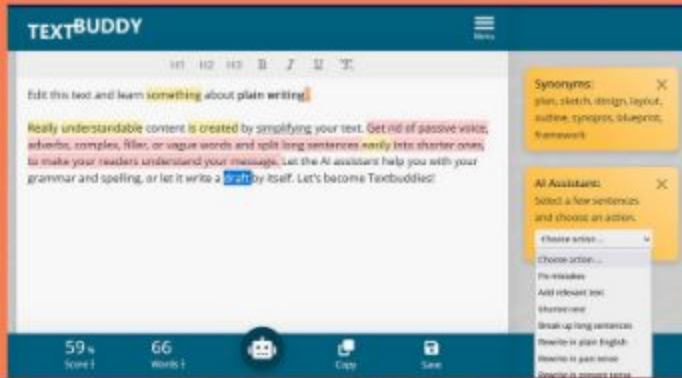 TEXTBUDDY
Menu
H1 H2 H3 B I U T
Edit this text and learn something about plain writing.
Really understandable content is created by simplifying your text. Get rid of passive voice,
adverbs, complex, filler, or vague words and split long sentences easily into shorter ones,
to make your readers understand your message. Let the AI assistant help you with your
grammar and spelling, or let it write a draft by itself. Let's become Textbuddies!
Synonyms:
plan, sketch, design, layout,
outline, synopsis, blueprint,
framework
AI Assistant:
Select a few sentences
and choose an action.
Choose action ...
Choose action ...
Fix mistakes
Add relevant text
Shorten text
Break up long sentences
Rewrite in plain English
Rewrite in past tense
Rewrite in present tense
59 %
Score
66
Words
Copy
Save